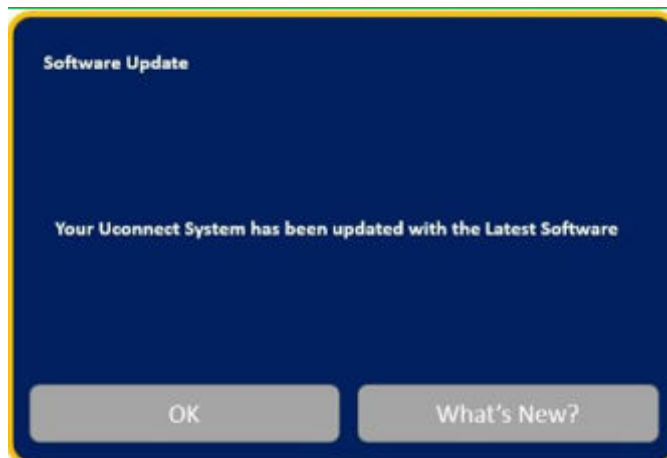 Software Update
Your Uconnect System has been updated with the Latest Software
OK
What's New?